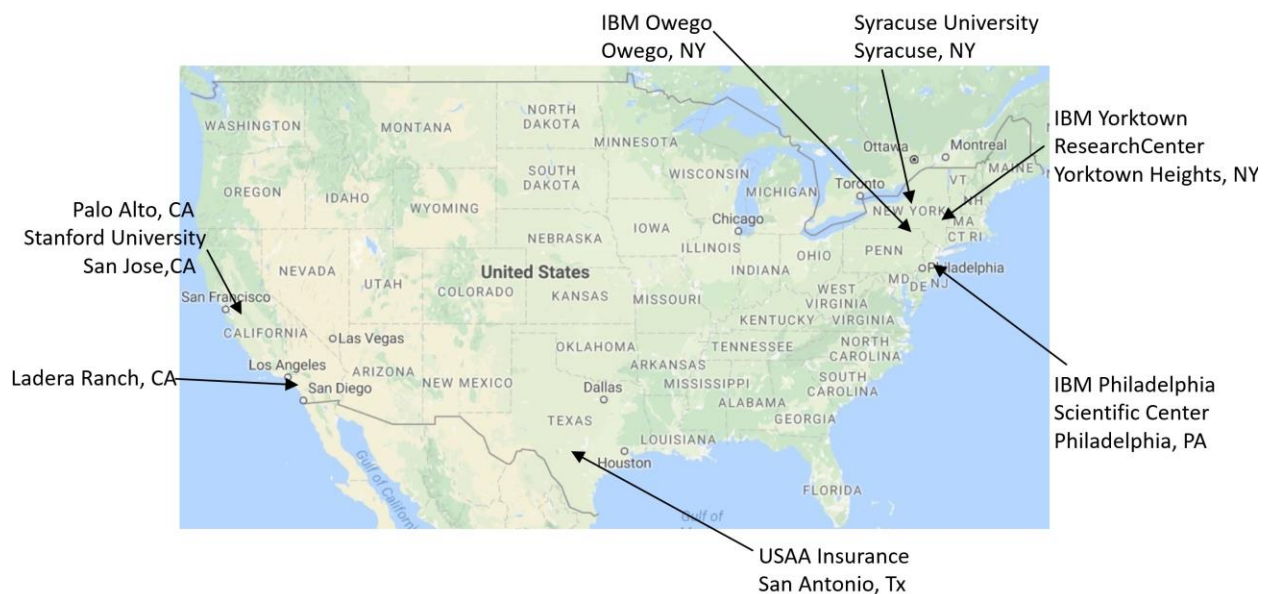 IBM Owego
Owego, NY
Syracuse University
Syracuse, NY
IBM Yorktown
ResearchCenter
Yorktown Heights, NY
Palo Alto, CA
Stanford University
San Jose,CA
Ladera Ranch, CA
IBM Philadelphia
Scientific Center
Philadelphia, PA
USAA Insurance
San Antonio, Tx
WASHINGTON
MONTANA
NORTH
DAKOTA
MINNESOTA
Ottawa
Montreal
MAINE
OREGON
IDAHO
SOUTH
DAKOTA
WISCONSIN
MICHIGAN
Toronto
VT
NH
WYOMING
NEW YORK
MA
CT RI
Chicago
IOWA
NEBRASKA
ILLINOIS
INDIANA
OHIO
PENN
NEVADA
UTAH
COLORADO
United States
KANSAS
MISSOURI
Philadelphia
MD
DE
NJ
WEST
VIRGINIA
VIRGINIA
KENTUCKY
San Francisco
CALIFORNIA
Las Vegas
Los Angeles
San Diego
ARIZONA
NEW MEXICO
OKLAHOMA
ARKANSAS
TENNESSEE
NORTH
CAROLINA
SOUTH
CAROLINA
MISSISSIPPI
ALABAMA
GEORGIA
Dallas
TEXAS
LOUISIANA
Houston
FLORIDA
Gulf of California
Gulf of